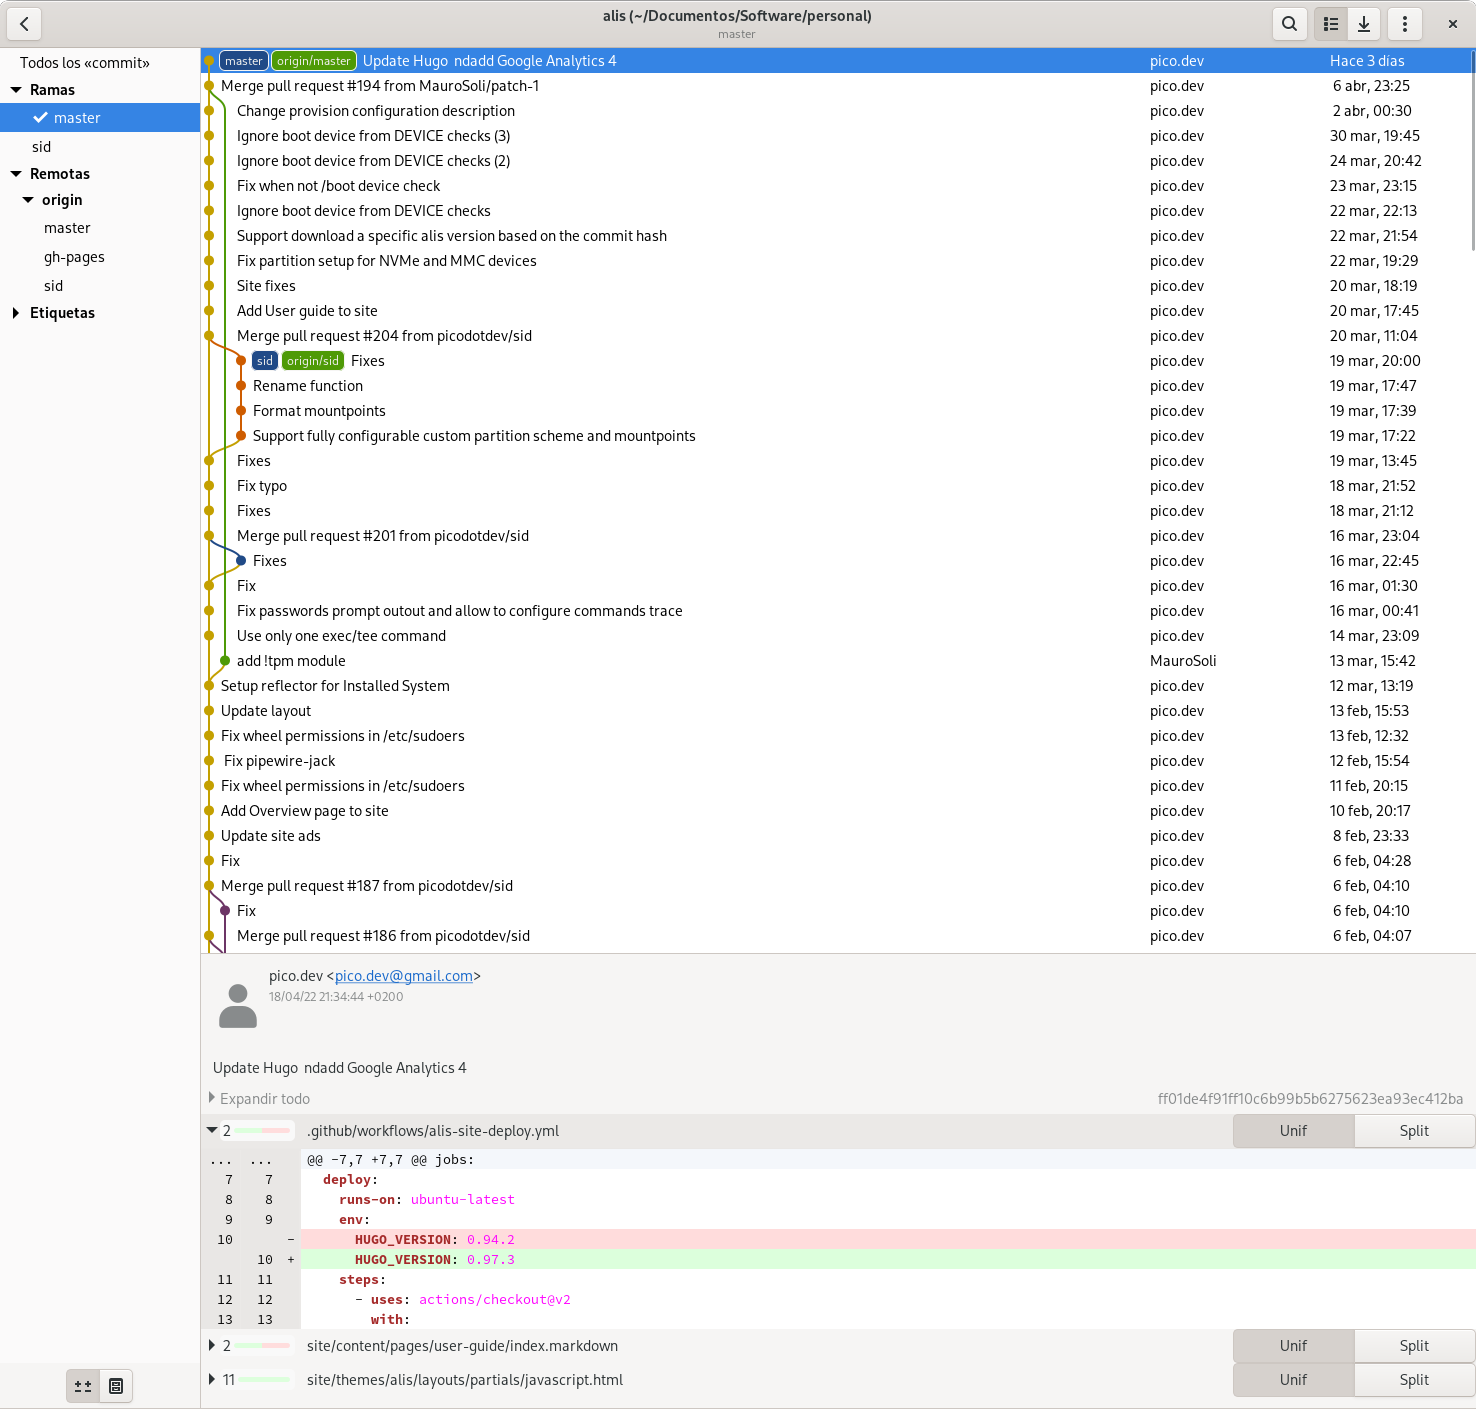 alis (~/Documentos/Software/personal)
master
Todos los «commit»
Ramas
master
sid
Remotas
origin
master
gh-pages
sid
Etiquetas
master origin/master Update Hugo ndadd Google Analytics 4 pico.dev Hace 3 días
Merge pull request #194 from MauroSoli/patch-1 pico.dev 6 abr, 23:25
Change provision configuration description pico.dev 2 abr, 00:30
Ignore boot device from DEVICE checks (3) pico.dev 30 mar, 19:45
Ignore boot device from DEVICE checks (2) pico.dev 24 mar, 20:42
Fix when not /boot device check pico.dev 23 mar, 23:15
Ignore boot device from DEVICE checks pico.dev 22 mar, 22:13
Support download a specific alis version based on the commit hash pico.dev 22 mar, 21:54
Fix partition setup for NVMe and MMC devices pico.dev 22 mar, 19:29
Site fixes pico.dev 20 mar, 18:19
Add User guide to site pico.dev 20 mar, 17:45
Merge pull request #204 from picodotdev/sid pico.dev 20 mar, 11:04
sid origin/sid Fixes pico.dev 19 mar, 20:00
Rename function pico.dev 19 mar, 17:47
Format mountpoints pico.dev 19 mar, 17:39
Support fully configurable custom partition scheme and mountpoints pico.dev 19 mar, 17:22
Fixes pico.dev 19 mar, 13:45
Fix typo pico.dev 18 mar, 21:52
Fixes pico.dev 18 mar, 21:12
Merge pull request #201 from picodotdev/sid pico.dev 16 mar, 23:04
Fixes pico.dev 16 mar, 22:45
Fix pico.dev 16 mar, 01:30
Fix passwords prompt outout and allow to configure commands trace pico.dev 16 mar, 00:41
Use only one exec/tee command pico.dev 14 mar, 23:09
add !tpm module MauroSoli 13 mar, 15:42
Setup reflector for Installed System pico.dev 12 mar, 13:19
Update layout pico.dev 13 feb, 15:53
Fix wheel permissions in /etc/sudoers pico.dev 13 feb, 12:32
Fix pipewire-jack pico.dev 12 feb, 15:54
Fix wheel permissions in /etc/sudoers pico.dev 11 feb, 20:15
Add Overview page to site pico.dev 10 feb, 20:17
Update site ads pico.dev 8 feb, 23:33
Fix pico.dev 6 feb, 04:28
Merge pull request #187 from picodotdev/sid pico.dev 6 feb, 04:10
Fix pico.dev 6 feb, 04:10
Merge pull request #186 from picodotdev/sid pico.dev 6 feb, 04:07
pico.dev <pico.dev@gmail.com>
18/04/22 21:34:44 +0200
Update Hugo ndadd Google Analytics 4
Expandir todo ff01de4f91ff10c6b99b5b6275623ea93ec412ba
2 .github/workflows/alis-site-deploy.yml Unif Split
... ... @@ -7,7 +7,7 @@ jobs:
7 7 deploy:
8 8 runs-on: ubuntu-latest
9 9 env:
10 - HUGO_VERSION: 0.94.2
10 + HUGO_VERSION: 0.97.3
11 11 steps:
12 12 - uses: actions/checkout@v2
13 13 with:
2 site/content/pages/user-guide/index.markdown Unif Split
11 site/themes/alis/layouts/partials/javascript.html Unif Split